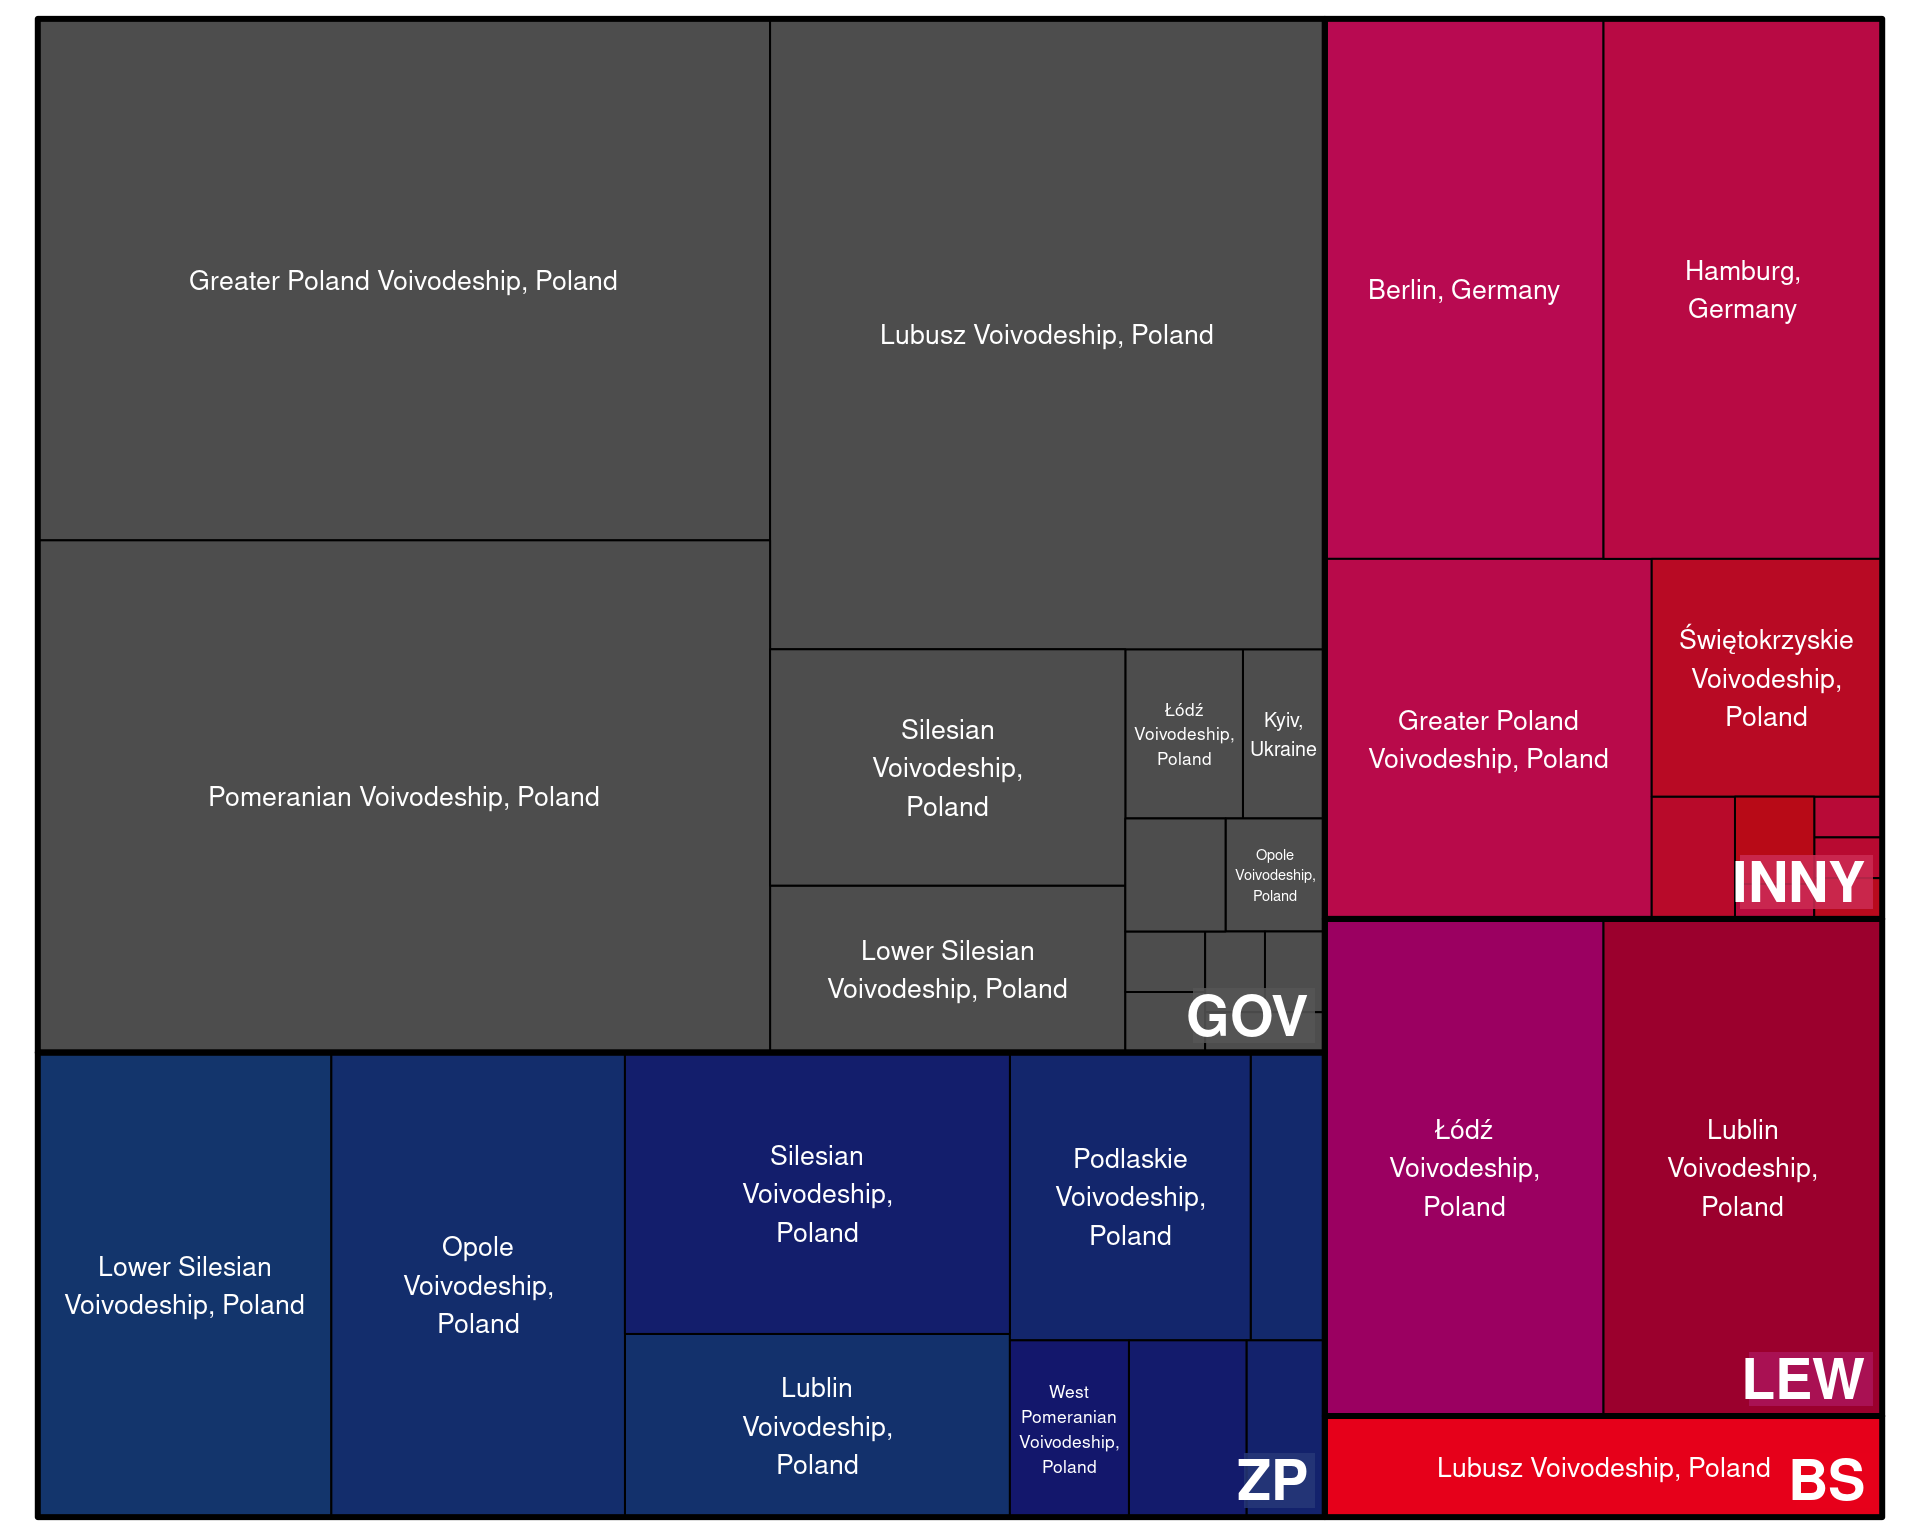 Greater Poland Voivodeship, Poland
Lubusz Voivodeship, Poland
Pomeranian Voivodeship, Poland
Silesian
Voivodeship,
Poland
Łódź
Voivodeship,
Poland
Kyiv,
Ukraine
Opole
Voivodeship,
Poland
Lower Silesian
Voivodeship, Poland
GOV
Berlin, Germany
Hamburg,
Germany
Greater Poland
Voivodeship, Poland
Świętokrzyskie
Voivodeship,
Poland
INNY
Lower Silesian
Voivodeship, Poland
Opole
Voivodeship,
Poland
Silesian
Voivodeship,
Poland
Lublin
Voivodeship,
Poland
Podlaskie
Voivodeship,
Poland
West
Pomeranian
Voivodeship,
Poland
ZP
Łódź
Voivodeship,
Poland
Lublin
Voivodeship,
Poland
LEW
Lubusz Voivodeship, Poland
BS